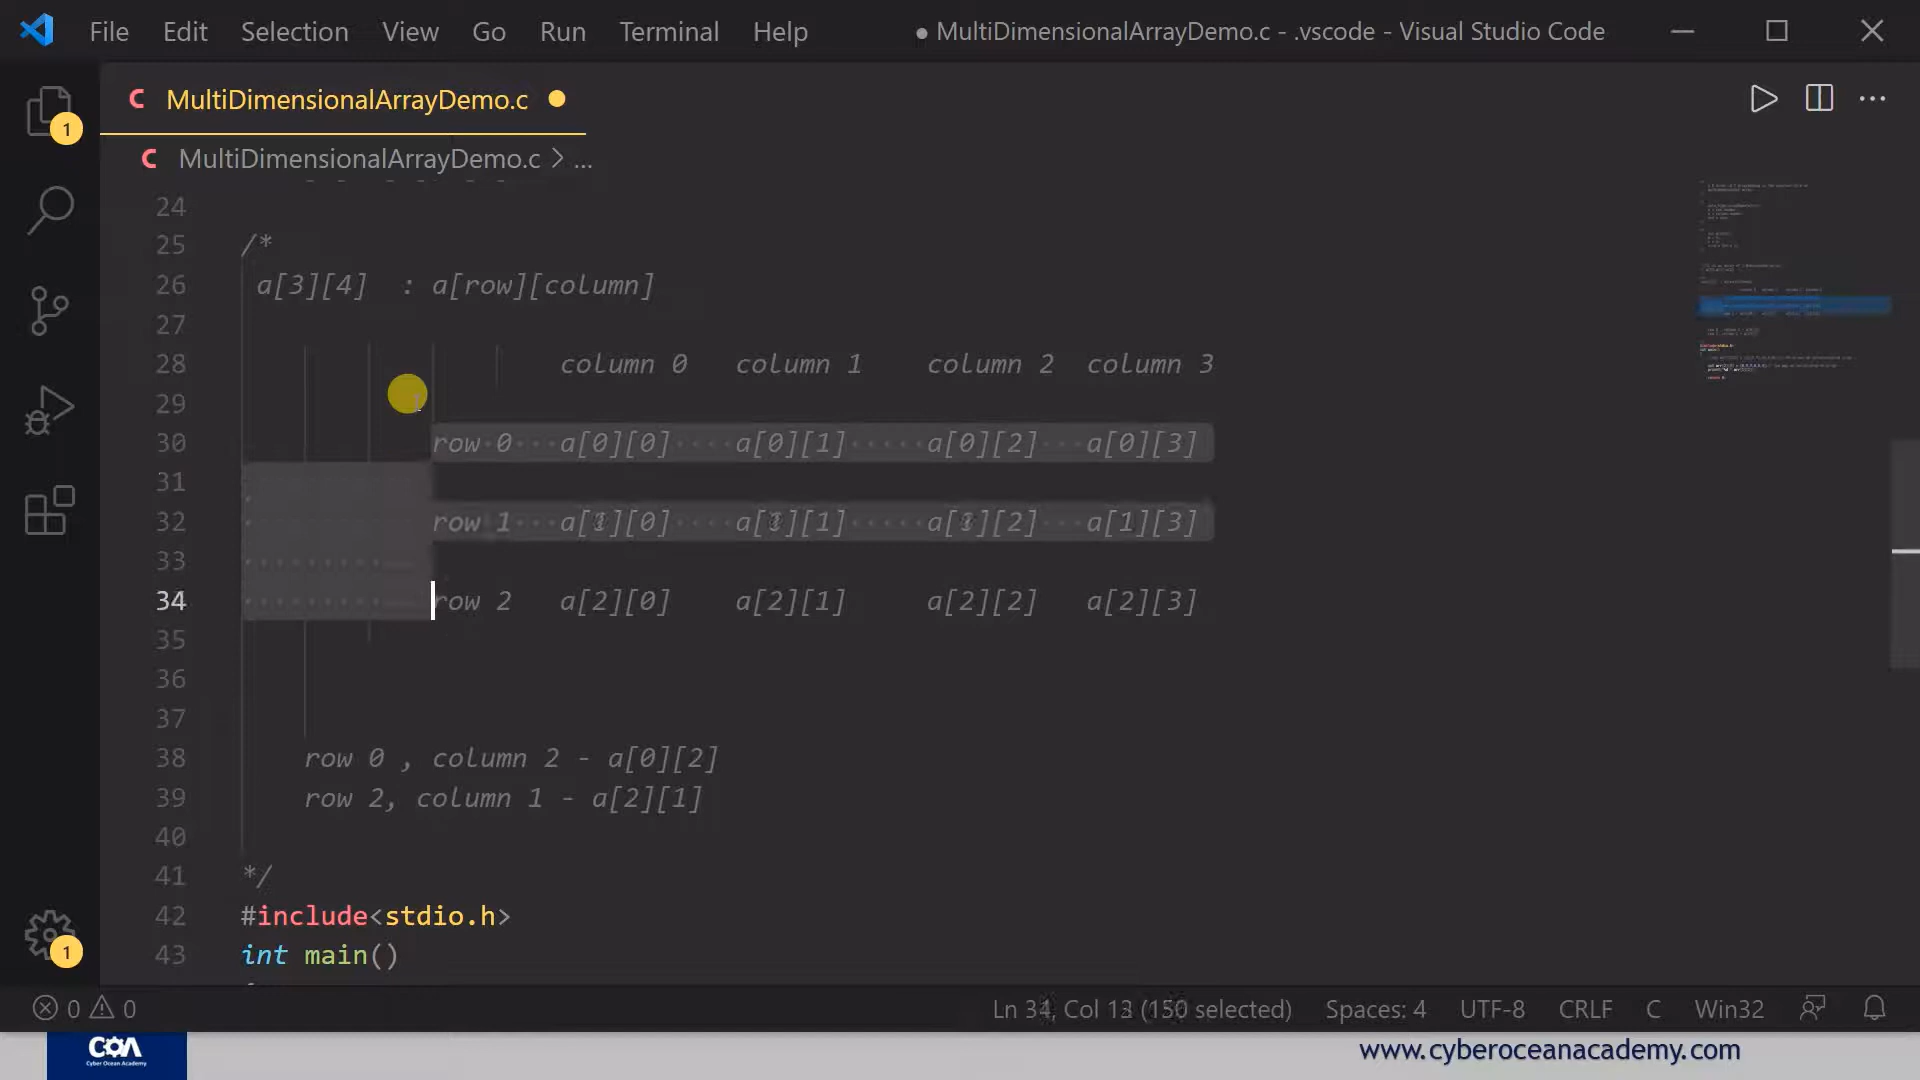 File Edit Selection View Go Run Terminal Help ● MultiDimensionalArrayDemo.c - .vscode - Visual Studio Code
C MultiDimensionalArrayDemo.c
1
C MultiDimensionalArrayDemo.c > ...
24
25 /*
26 a[3][4] : a[row][column]
27
28 column 0 column 1 column 2 column 3
29
30 row 0 a[0][0] a[0][1] a[0][2] a[0][3]
31
32 row 1 a[1][0] a[1][1] a[1][2] a[1][3]
33
34 row 2 a[2][0] a[2][1] a[2][2] a[2][3]
35
36
37
38 row 0 , column 2 - a[0][2]
39 row 2, column 1 - a[2][1]
40
41 */
42 #include<stdio.h>
43 int main()
1
0 0 Ln 34, Col (150 selected) Spaces: 4 UTF-8 CRLF C Win32
COA
Cyber Ocean Academy
www.cyberoceanacademy.com